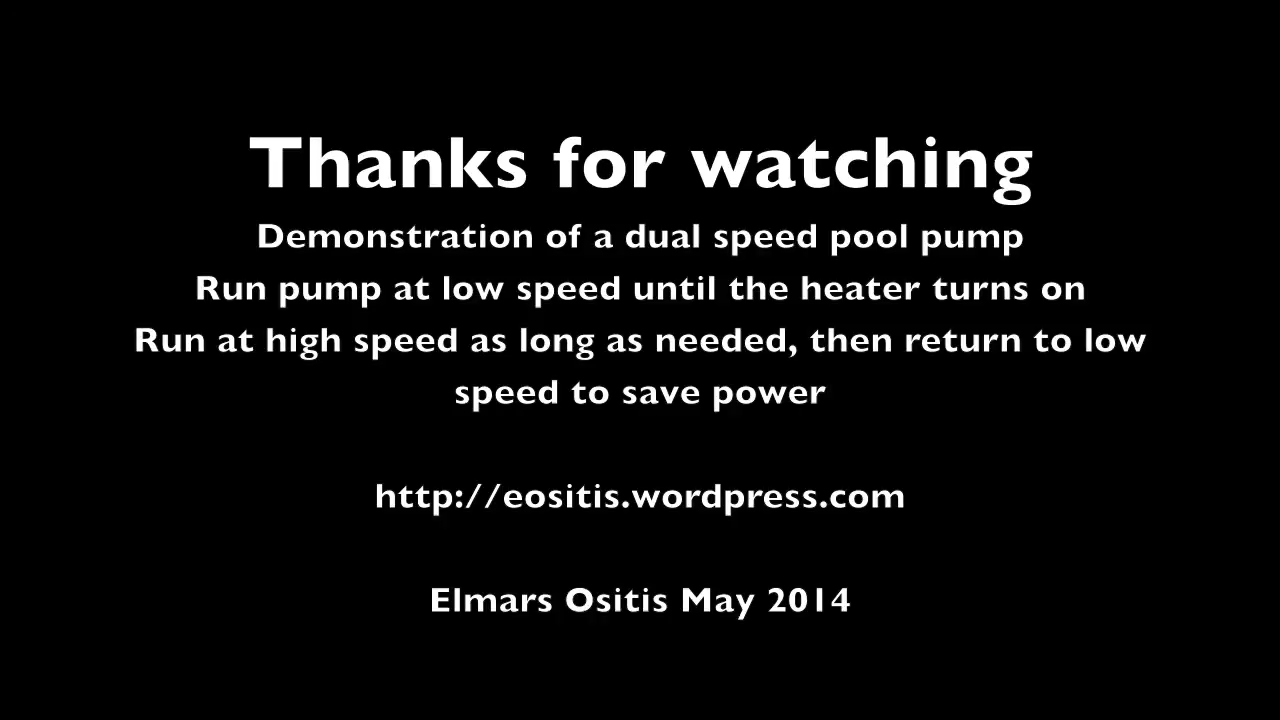 Thanks for watching
Demonstration of a dual speed pool pump
Run pump at low speed until the heater turns on
Run at high speed as long as needed, then return to low
speed to save power
http://eositis.wordpress.com
Elmars Ositis May 2014